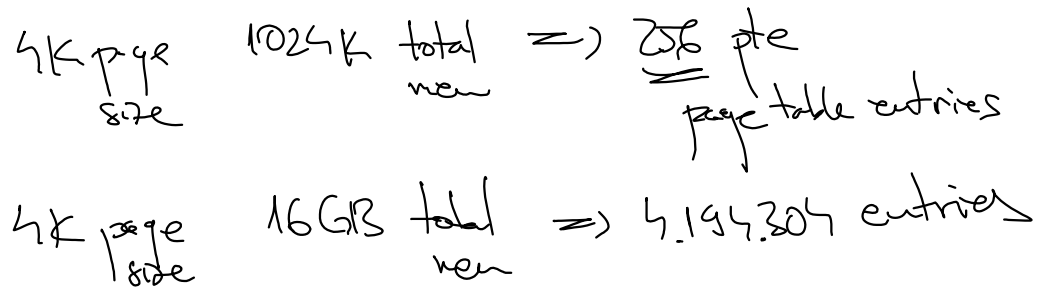 4K page size 1024K total mem => 256 pte
page table entries
4K page size 16GB total mem => 4.194.304 entries